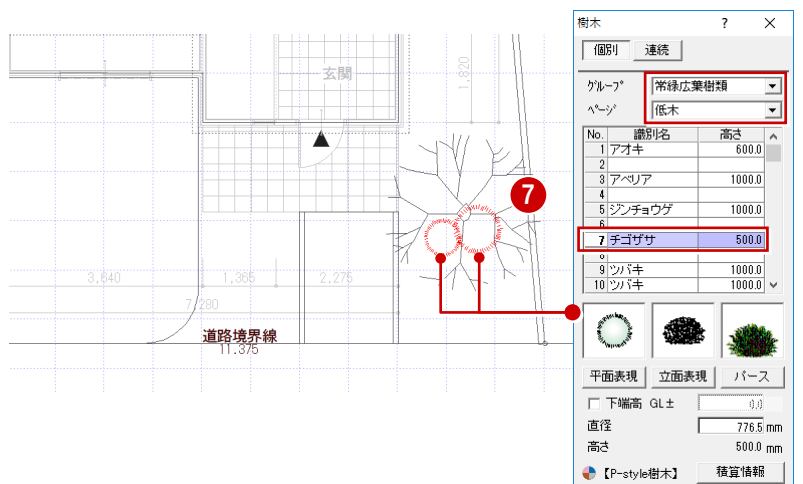 玄関
1,820
7
3,640
1,365
2,275
7,280
道路境界線
11.375
樹木 ? ×
個別 連続
グループ 常緑広葉樹類
ページ 低木
No. 識別名 高さ
1 アオキ 600.0
2
3 アベリア 1000.0
4
5 ジンチョウゲ 1000.0
6
7 チゴザサ 500.0
8
9 ツバキ 1000.0
10 ツバキ 1000.0
平面表現 立面表現 パース
下端高 GL± 0.0
直径 776.5 mm
高さ 500.0 mm
【P-style樹木】 積算情報